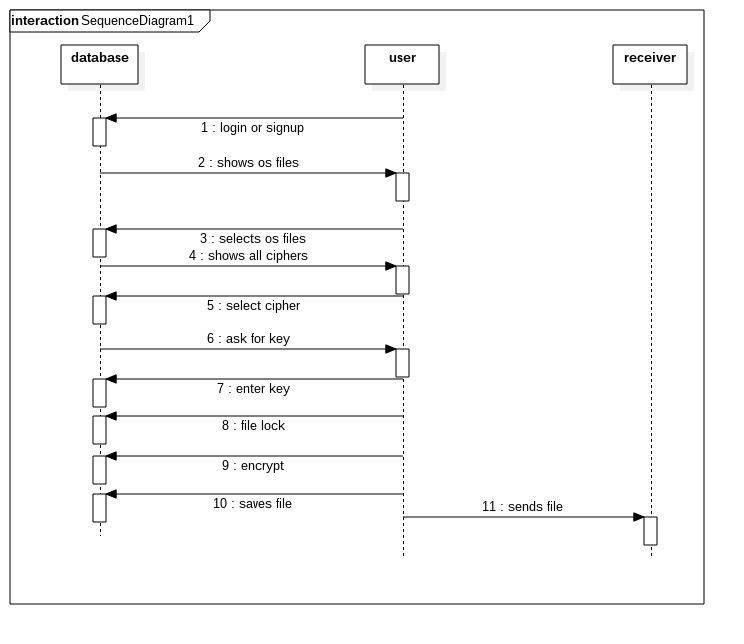 interaction SequenceDiagram1
database
user
receiver
1 : login or signup
2 : shows os files
3 : selects os files
4 : shows all ciphers
5 : select cipher
6 : ask for key
7 : enter key
8 : file lock
9 : encrypt
10 : saves file
11 : sends file